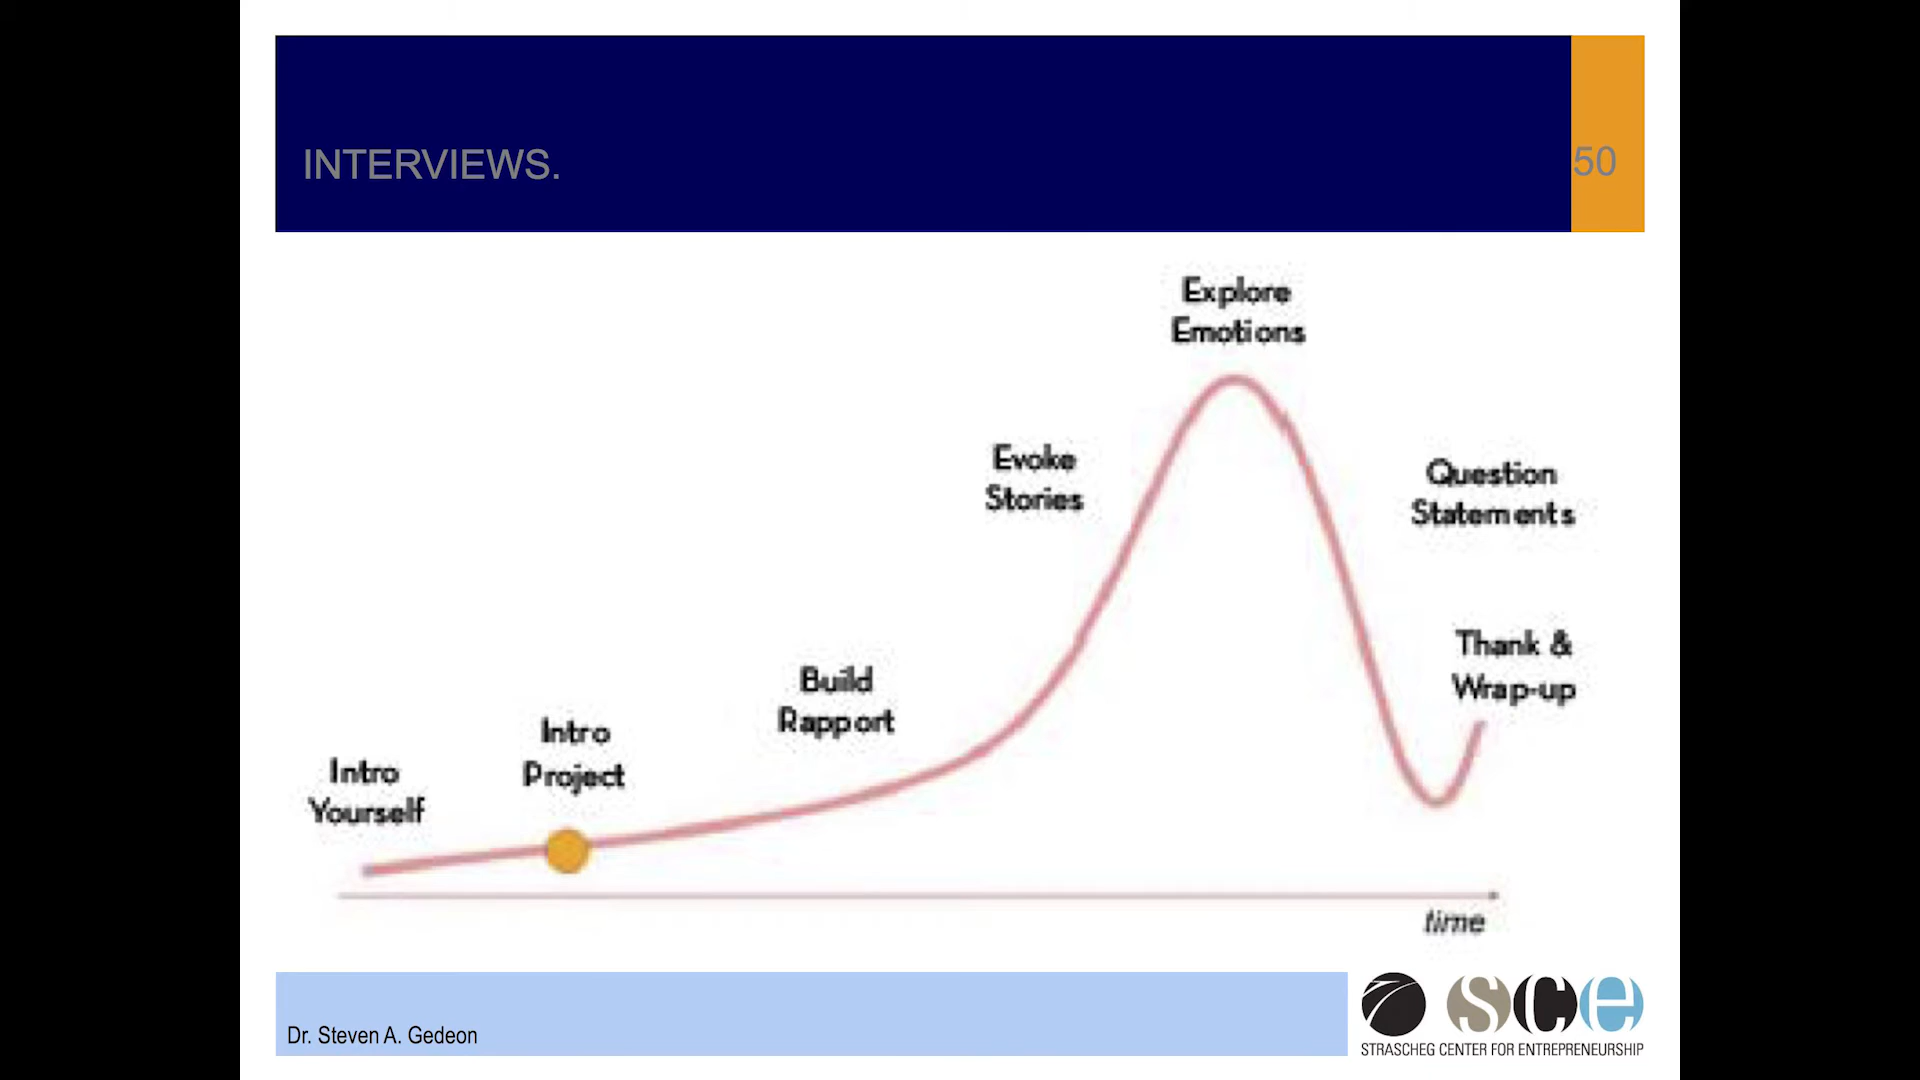 INTERVIEWS.
50
Explore
Emotions
Evoke
Stories
Question
Statements
Build
Rapport
Thank &
Wrap-up
Intro
Project
Intro
Yourself
time
Dr. Steven A. Gedeon
sce
STRASCHEG CENTER FOR ENTREPRENEURSHIP